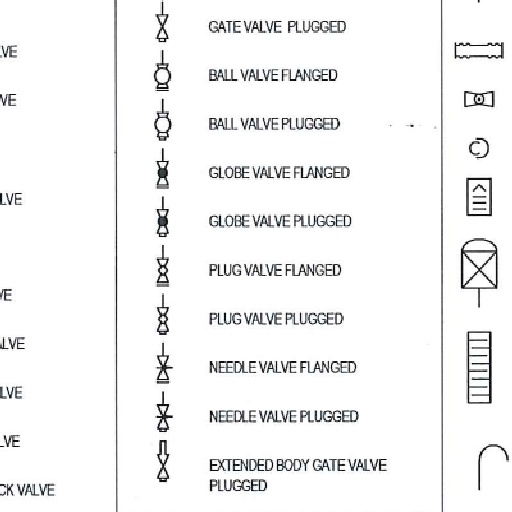 VE
VE
LVE
VE
ALVE
LVE
LVE
CK VALVE
GATE VALVE PLUGGED
BALL VALVE FLANGED
BALL VALVE PLUGGED
GLOBE VALVE FLANGED
GLOBE VALVE PLUGGED
PLUG VALVE FLANGED
PLUG VALVE PLUGGED
NEEDLE VALVE FLANGED
NEEDLE VALVE PLUGGED
EXTENDED BODY GATE VALVE
PLUGGED